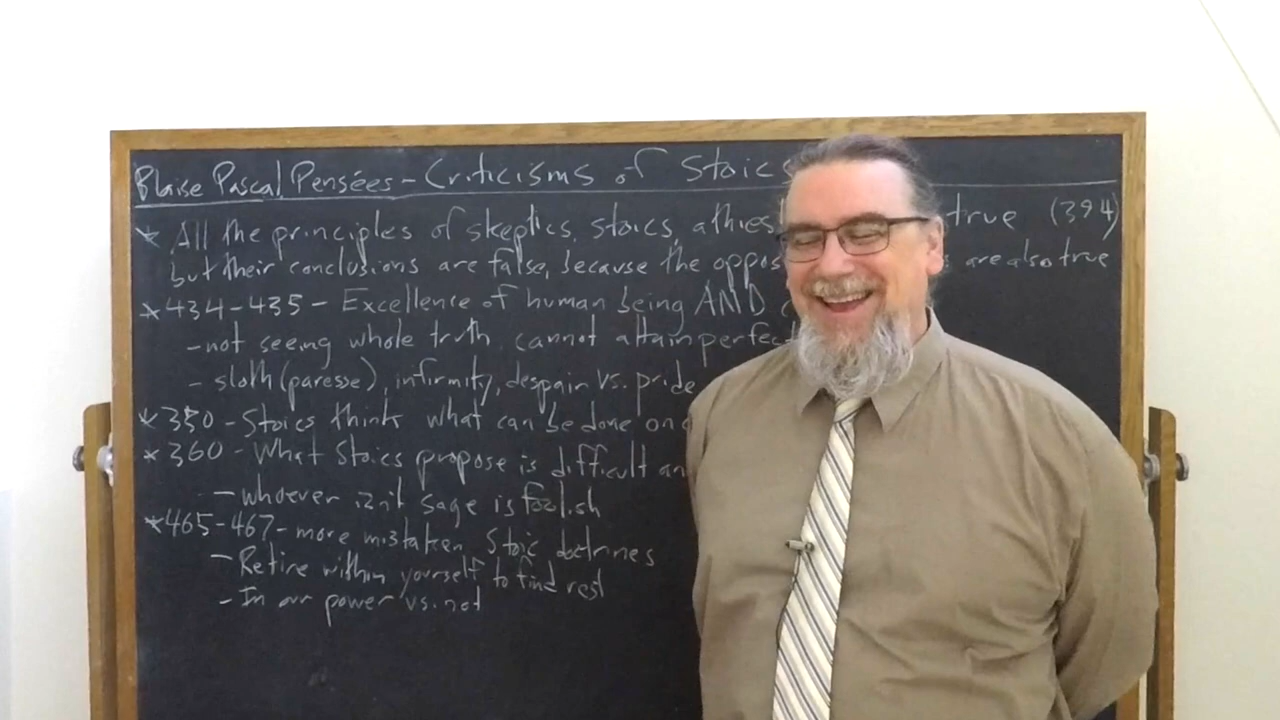 Blaise Pascal Pensées - Criticisms of Stoics
* All the principles of skeptics, stoics, athies true (394)
but their conclusions are false, because the oppos are also true
* 434-435 - Excellence of human being AND
- not seeing whole truth cannot attain perfect
- sloth (paresse), infirmity, despair vs. pride
* 350 - Stoics think what can be done on
* 360 - What Stoics propose is difficult an
- whoever isn't sage is foolish
* 465-467 - more mistaken Stoic doctrines
- Retire within yourself to find rest
- In our power vs. not